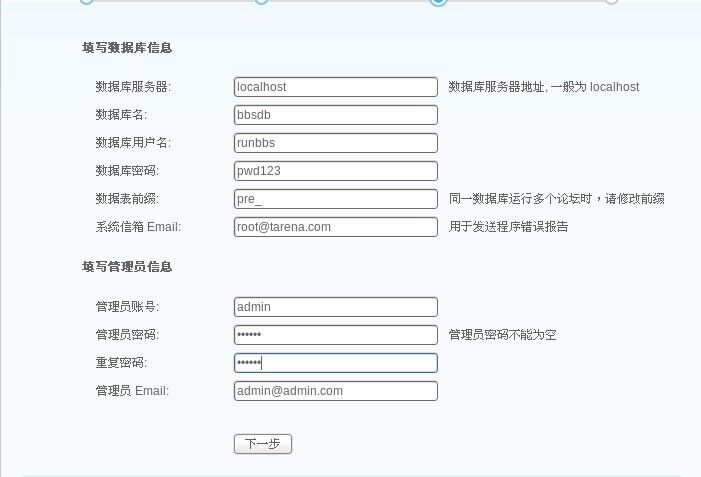 填写数据库信息
数据库服务器: localhost 数据库服务器地址, 一般为 localhost
数据库名: bbsdb
数据库用户名: runbbs
数据库密码: pwd123
数据表前缀: pre_ 同一数据库运行多个论坛时，请修改前缀
系统信箱 Email: root@tarena.com 用于发送程序错误报告
填写管理员信息
管理员账号: admin
管理员密码: •••••• 管理员密码不能为空
重复密码: ••••••
管理员 Email: admin@admin.com
下一步